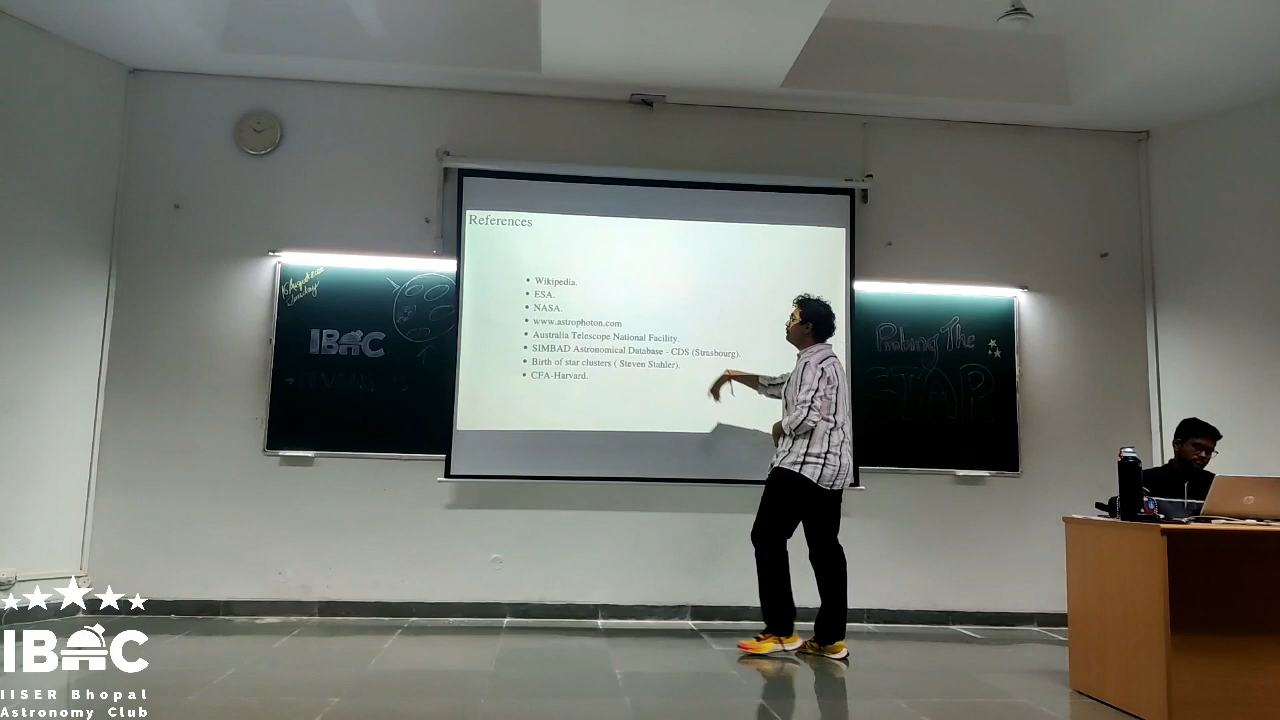 References
• Wikipedia.
• ESA.
• NASA.
• www.astrophoton.com
• Australia Telescope National Facility.
• SIMBAD Astronomical Database - CDS (Strasbourg).
• Birth of star clusters ( Steven Stahler).
• CFA-Harvard.
IBAC
Probing The
IBAC
IISER Bhopal
Astronomy Club